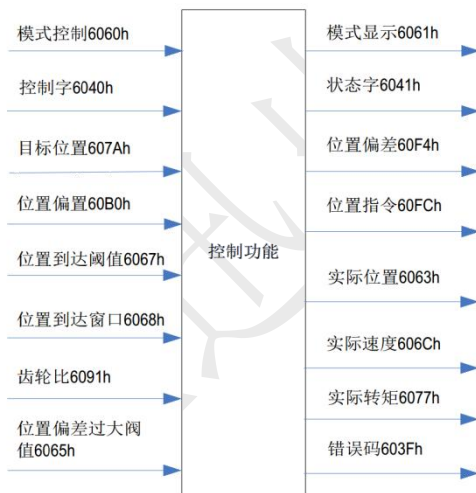 模式控制6060h
控制字6040h
目标位置607Ah
位置偏置60B0h
位置到达阈值6067h
位置到达窗口6068h
齿轮比6091h
位置偏差过大阀
值6065h
控制功能
模式显示6061h
状态字6041h
位置偏差60F4h
位置指令60FCh
实际位置6063h
实际速度606Ch
实际转矩6077h
错误码603Fh